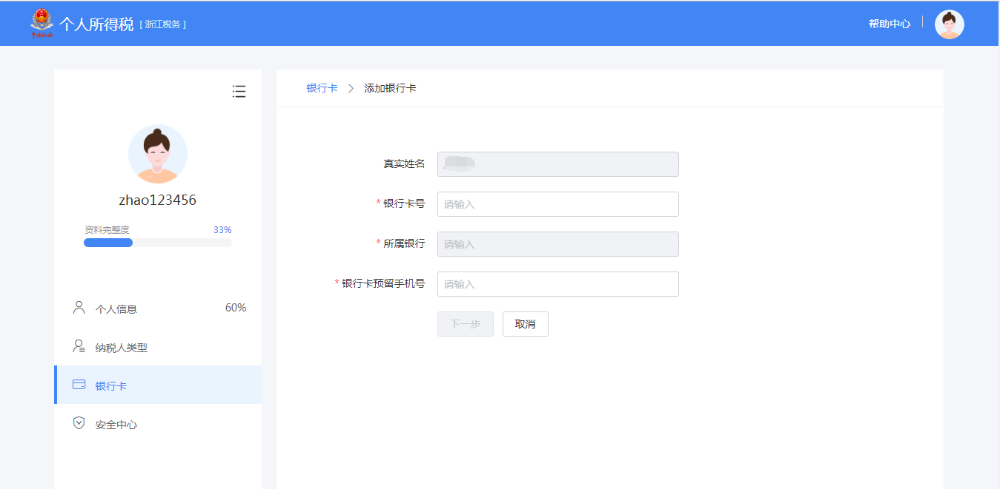 个人所得税 [ 浙江税务 ]
帮助中心
银行卡 > 添加银行卡
zhao123456
资料完整度 33%
个人信息 60%
纳税人类型
银行卡
安全中心
真实姓名
* 银行卡号 请输入
* 所属银行 请输入
* 银行卡预留手机号 请输入
下一步 取消